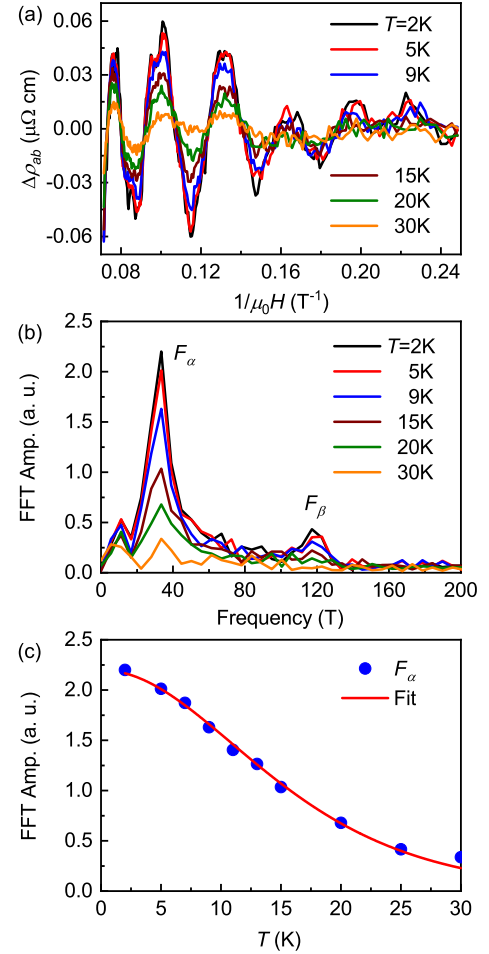 (a)
T=2K
5K
9K
15K
20K
30K
Δρab (μΩ cm)
0.06
0.03
0.00
-0.03
-0.06
0.08 0.12 0.16 0.20 0.24
1/μ0H (T-1)
(b)
Fα
Fβ
T=2K
5K
9K
15K
20K
30K
FFT Amp. (a. u.)
2.5
2.0
1.5
1.0
0.5
0.0
0 40 80 120 160 200
Frequency (T)
(c)
Fα
Fit
FFT Amp. (a. u.)
2.5
2.0
1.5
1.0
0.5
0.0
0 5 10 15 20 25 30
T (K)